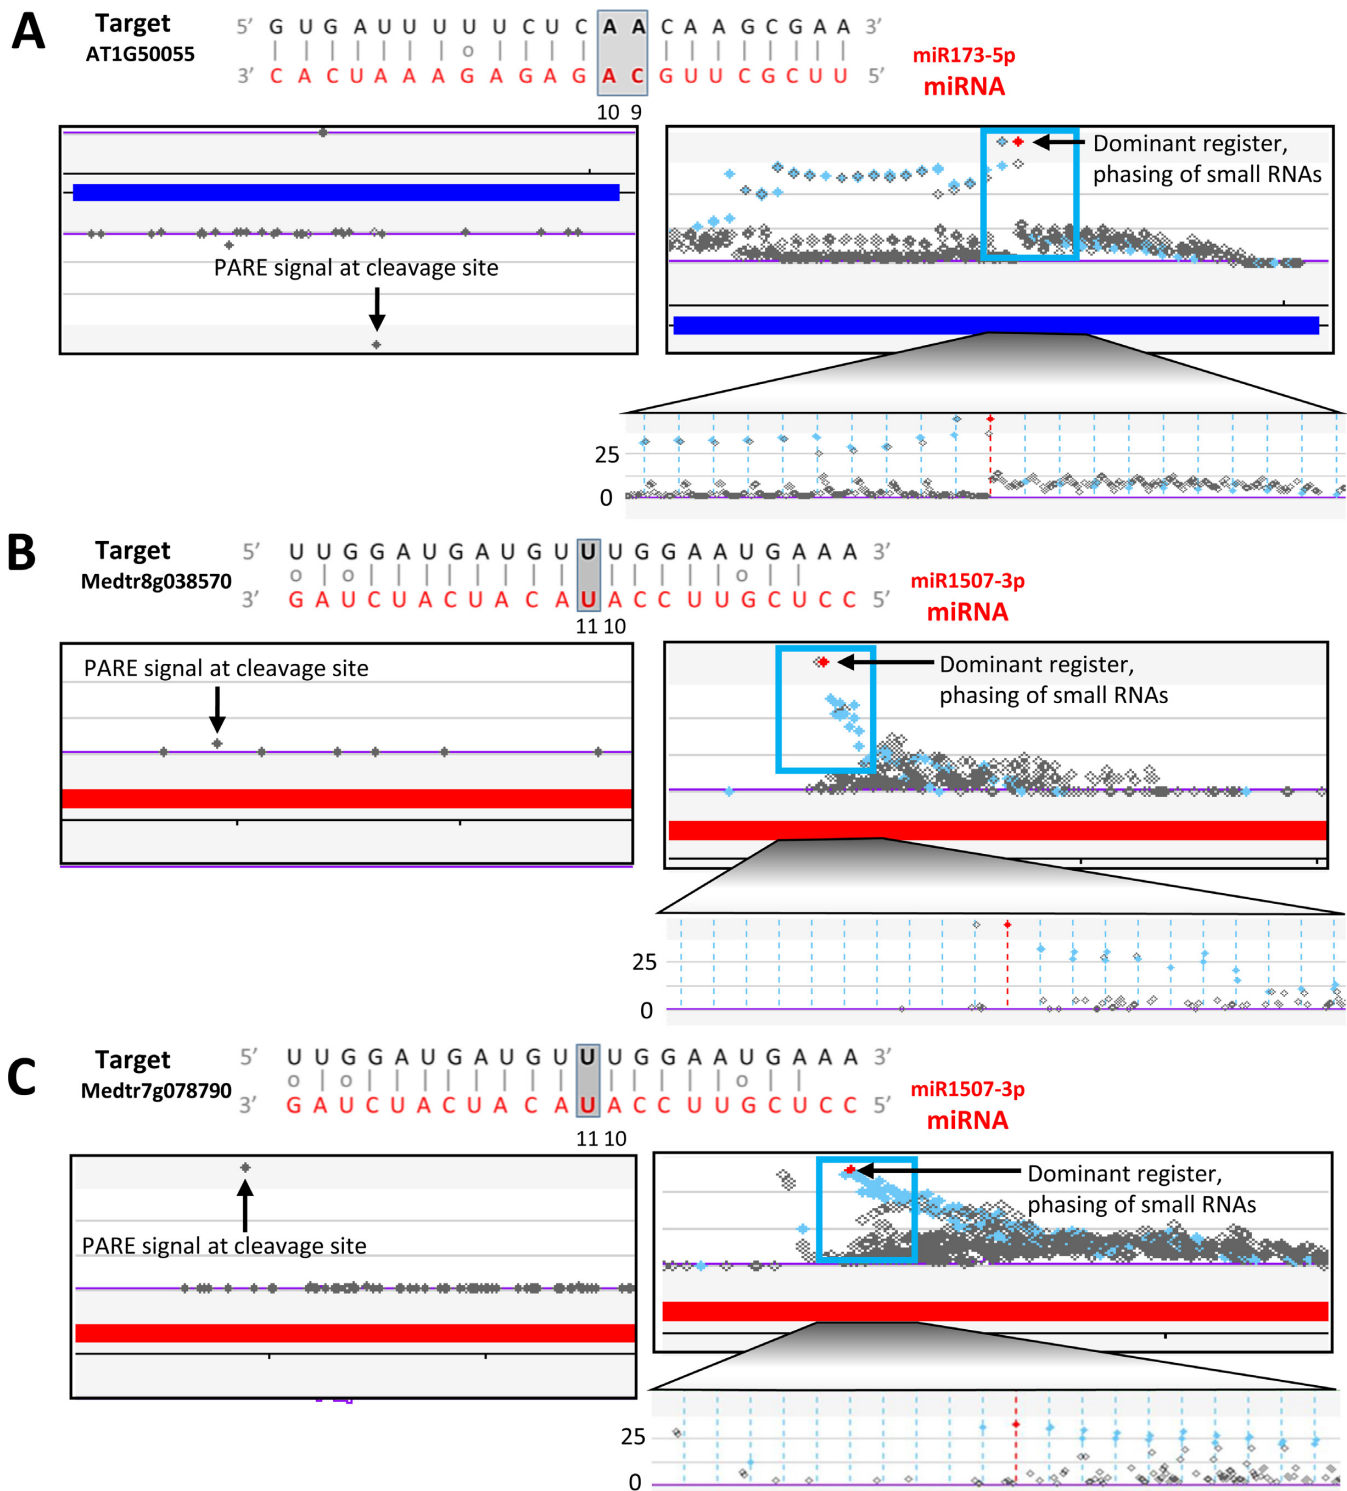 A
Target
AT1G50055
5′ G U G A U U U U U C U C A A C A A G C G A A 3′
o
3′ C A C U A A A G A G A G A C G U U C G C U U 5′
10 9
miR173-5p
miRNA
PARE signal at cleavage site
Dominant register,
phasing of small RNAs
25
0
B
Target
Medtr8g038570
5′ U U G G A U G A U G U U U G G A A U G A A A 3′
o o o
3′ G A U C U A C U A C A U A C C U U G C U C C 5′
11 10
miR1507-3p
miRNA
PARE signal at cleavage site
Dominant register,
phasing of small RNAs
25
0
C
Target
Medtr7g078790
5′ U U G G A U G A U G U U U G G A A U G A A A 3′
o o o
3′ G A U C U A C U A C A U A C C U U G C U C C 5′
11 10
miR1507-3p
miRNA
PARE signal at cleavage site
Dominant register,
phasing of small RNAs
25
0